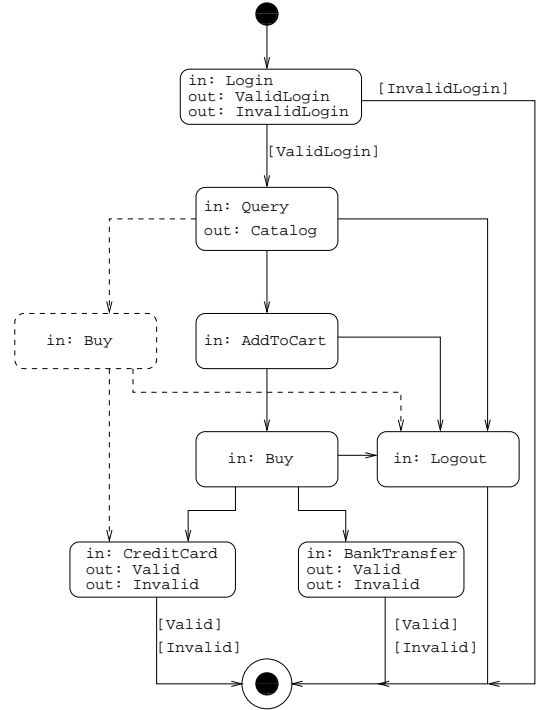 in: Login
out: ValidLogin
out: InvalidLogin
[InvalidLogin]
[ValidLogin]
in: Query
out: Catalog
in: Buy
in: AddToCart
in: Buy
in: Logout
in: CreditCard
out: Valid
out: Invalid
in: BankTransfer
out: Valid
out: Invalid
[Valid]
[Invalid]
[Valid]
[Invalid]